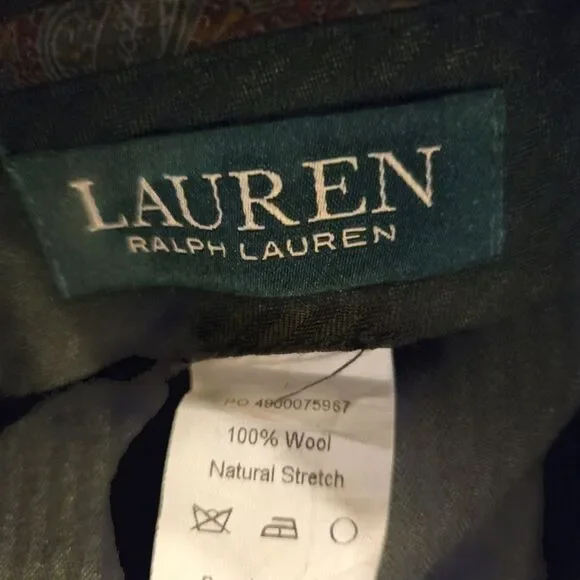 LAUREN
RALPH LAUREN
PO 4900075967
100% Wool
Natural Stretch